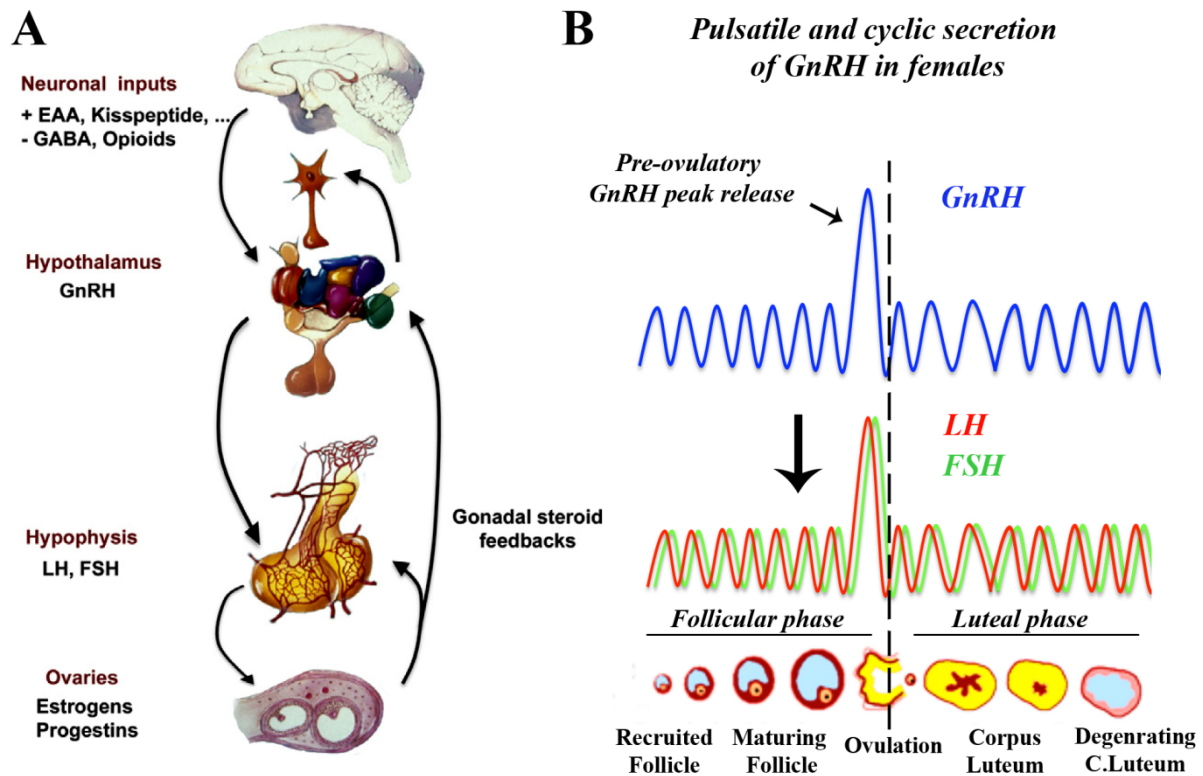 A
Neuronal inputs
+ EAA, Kisspeptide, ...
- GABA, Opioids
Hypothalamus
GnRH
Hypophysis
LH, FSH
Gonadal steroid
feedbacks
Ovaries
Estrogens
Progestins
B
Pulsatile and cyclic secretion
of GnRH in females
Pre-ovulatory
GnRH peak release
GnRH
LH
FSH
Follicular phase
Luteal phase
Recruited
Follicle
Maturing
Follicle
Ovulation
Corpus
Luteum
Degenrating
C.Luteum